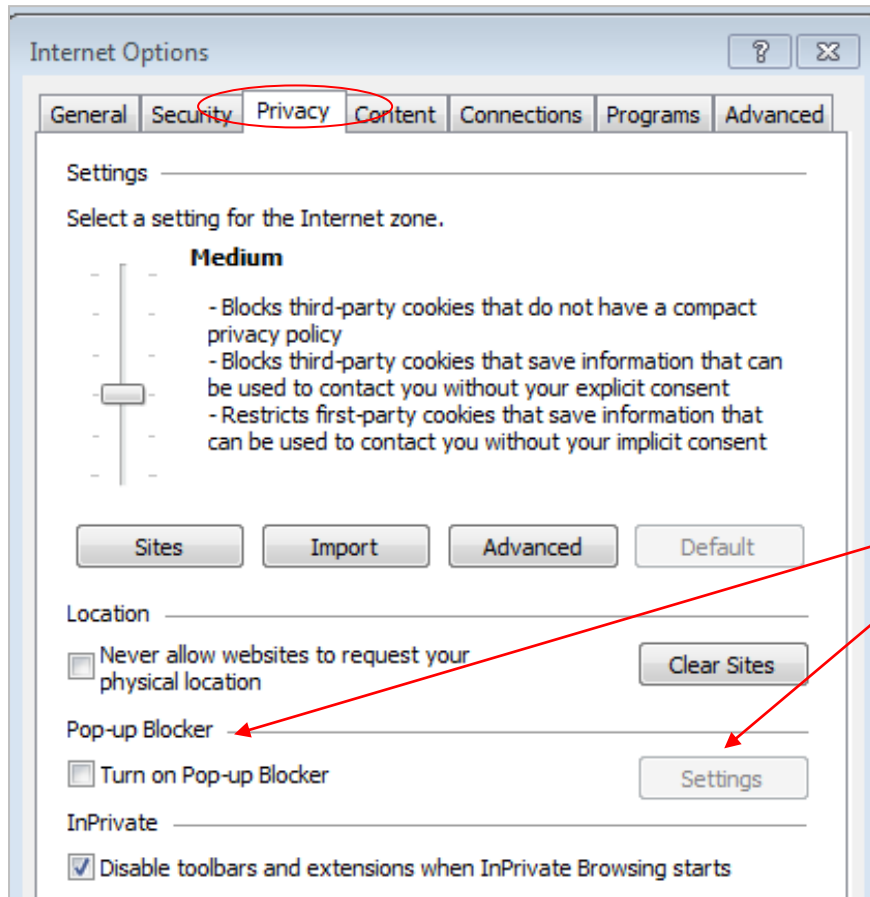 Internet Options
General Security Privacy Content Connections Programs Advanced
Settings
Select a setting for the Internet zone.
Medium
- Blocks third-party cookies that do not have a compact
privacy policy
- Blocks third-party cookies that save information that can
be used to contact you without your explicit consent
- Restricts first-party cookies that save information that
can be used to contact you without your implicit consent
Sites Import Advanced Default
Location
Never allow websites to request your
physical location
Clear Sites
Pop-up Blocker
Turn on Pop-up Blocker
Settings
InPrivate
Disable toolbars and extensions when InPrivate Browsing starts